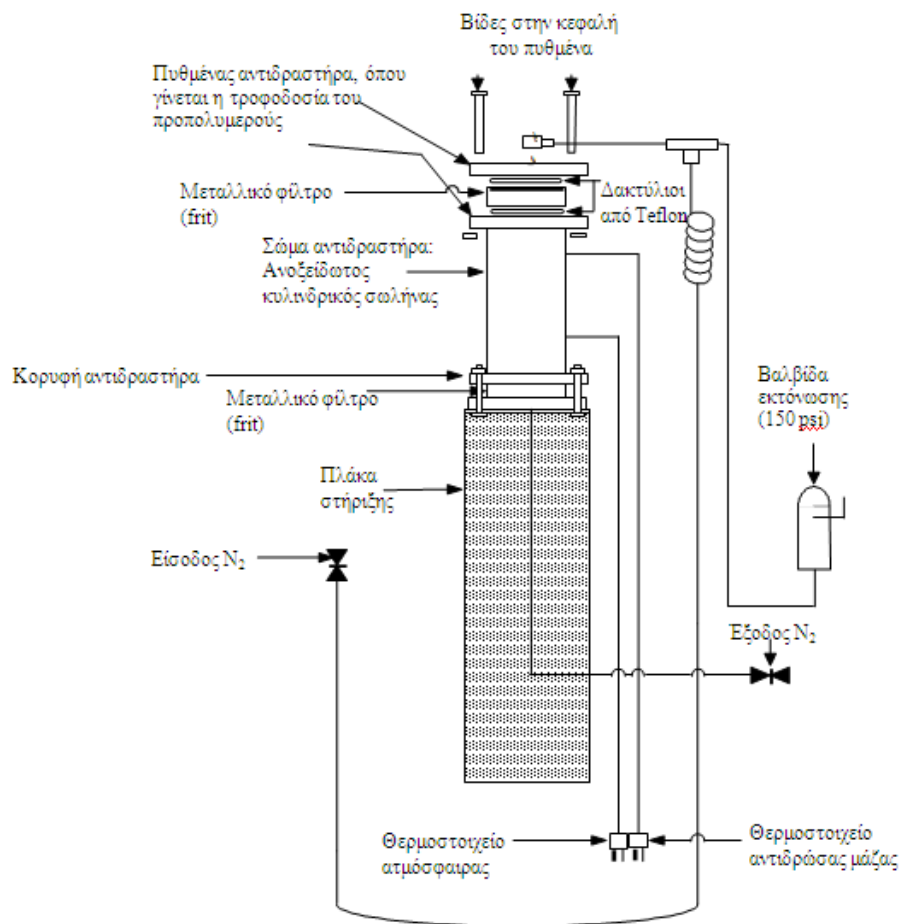 Βίδες στην κεφαλή
του πυθμένα
Πυθμένας αντιδραστήρα, όπου
γίνεται η τροφοδοσία του
προπολυμερούς
Μεταλλικό φίλτρο
(frit)
Δακτύλιοι
από Teflon
Σώμα αντιδραστήρα:
Ανοξείδωτος
κυλινδρικός σωλήνας
Κορυφή αντιδραστήρα
Μεταλλικό φίλτρο
(frit)
Βαλβίδα
εκτόνωσης
(150 psi)
Πλάκα
στήριξης
Είσοδος N₂
Έξοδος N₂
Θερμοστοιχείο
ατμόσφαιρας
Θερμοστοιχείο
αντιδρώσας μάζας